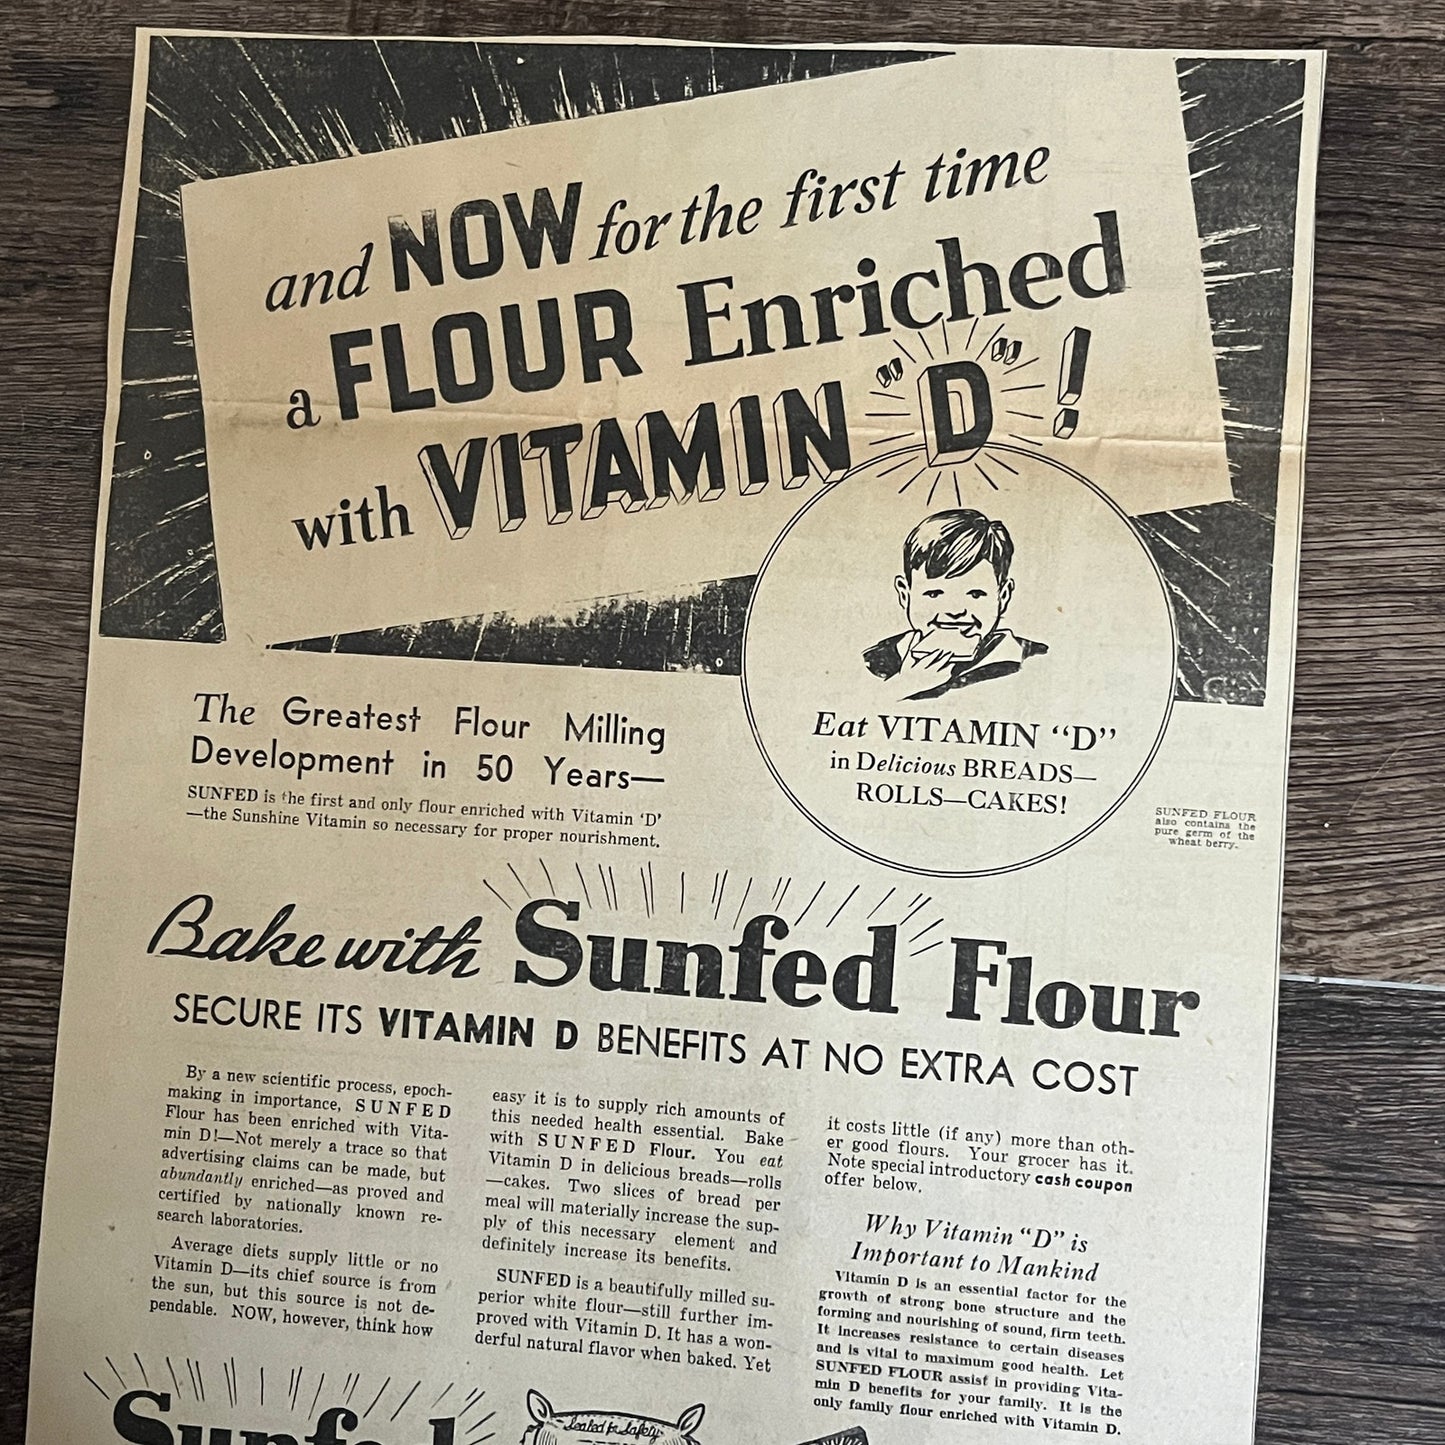 and NOW for the first time
a FLOUR Enriched
with VITAMIN "D"!
Eat VITAMIN "D"
in Delicious BREADS—
ROLLS—CAKES!
The Greatest Flour Milling
Development in 50 Years—
SUNFED is the first and only flour enriched with Vitamin 'D'
—the Sunshine Vitamin so necessary for proper nourishment.
SUNFED FLOUR
also contains the
pure germ of the
wheat berry.
Bake with Sunfed Flour
SECURE ITS VITAMIN D BENEFITS AT NO EXTRA COST
By a new scientific process, epoch-
making in importance, SUNFED
Flour has been enriched with Vita-
min D!—Not merely a trace so that
advertising claims can be made, but
abundantly enriched—as proved and
certified by nationally known re-
search laboratories.
Average diets supply little or no
Vitamin D—its chief source is from
the sun, but this source is not de-
pendable. NOW, however, think how
easy it is to supply rich amounts of
this needed health essential. Bake
with SUNFED Flour. You eat
Vitamin D in delicious breads—rolls
—cakes. Two slices of bread per
meal will materially increase the sup-
ply of this necessary element and
definitely increase its benefits.
SUNFED is a beautifully milled su-
perior white flour—still further im-
proved with Vitamin D. It has a won-
derful natural flavor when baked. Yet
it costs little (if any) more than oth-
er good flours. Your grocer has it.
Note special introductory cash coupon
offer below.
Why Vitamin "D" is
Important to Mankind
Vitamin D is an essential factor for the
growth of strong bone structure and the
forming and nourishing of sound, firm teeth.
It increases resistance to certain diseases
and is vital to maximum good health. Let
SUNFED FLOUR assist in providing Vita-
min D benefits for your family. It is the
only family flour enriched with Vitamin D.
Sunfed
Sealed for Safety